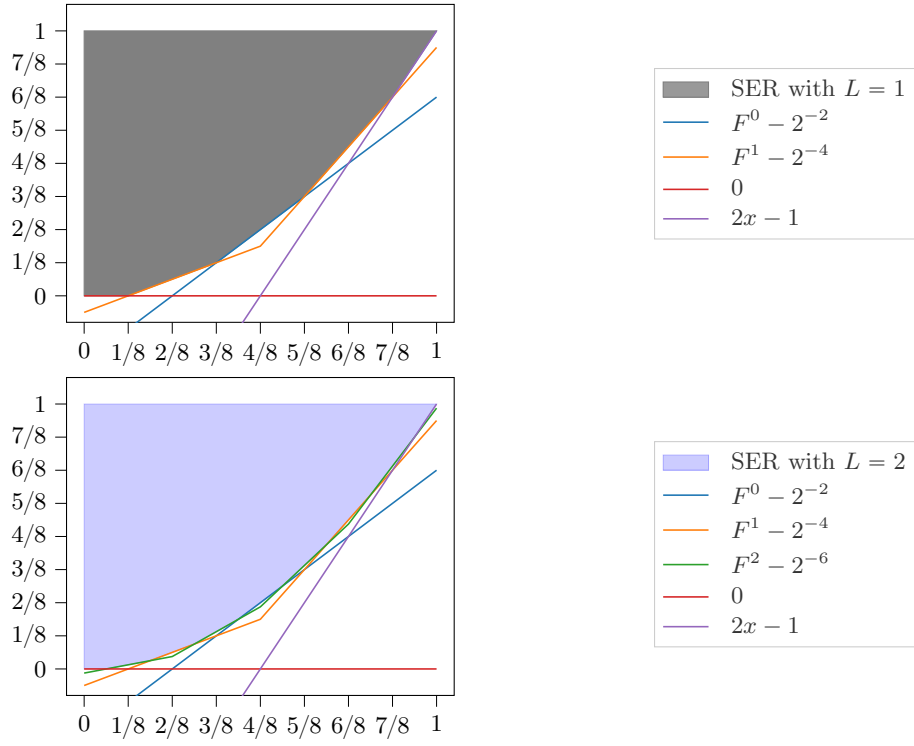 1
7/8
6/8
5/8
4/8
3/8
2/8
1/8
0
0 1/8 2/8 3/8 4/8 5/8 6/8 7/8 1
SER with $L = 1$
$F^0 - 2^{-2}$
$F^1 - 2^{-4}$
0
$2x - 1$
1
7/8
6/8
5/8
4/8
3/8
2/8
1/8
0
0 1/8 2/8 3/8 4/8 5/8 6/8 7/8 1
SER with $L = 2$
$F^0 - 2^{-2}$
$F^1 - 2^{-4}$
$F^2 - 2^{-6}$
0
$2x - 1$